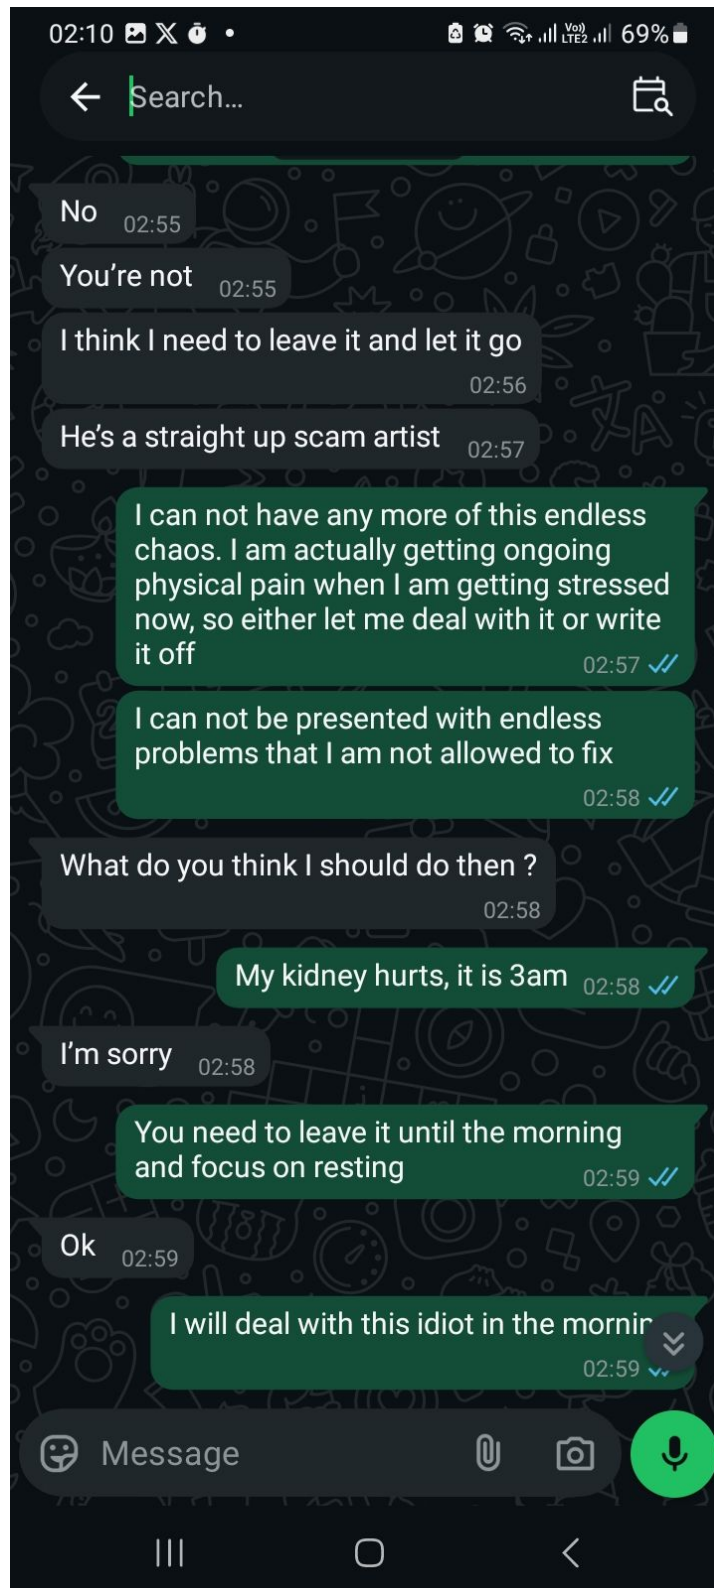 02:10
Vo))
LTE2
69%
Search…
No 02:55
You're not 02:55
I think I need to leave it and let it go
02:56
He's a straight up scam artist 02:57
I can not have any more of this endless
chaos. I am actually getting ongoing
physical pain when I am getting stressed
now, so either let me deal with it or write
it off
02:57
I can not be presented with endless
problems that I am not allowed to fix
02:58
What do you think I should do then ?
02:58
My kidney hurts, it is 3am 02:58
I'm sorry 02:58
You need to leave it until the morning
and focus on resting 02:59
Ok 02:59
I will deal with this idiot in the
02:59
Message